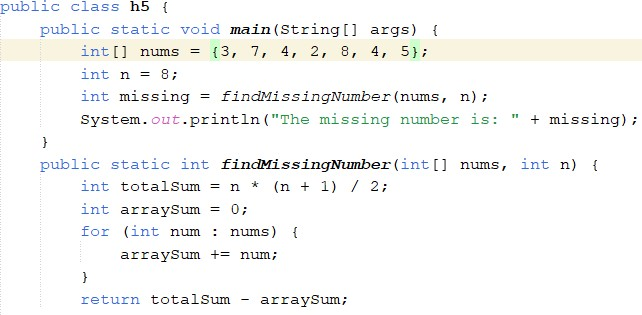 public class h5 {
public static void main(String[] args) {
int[] nums = {3, 7, 4, 2, 8, 4, 5};
int n = 8;
int missing = findMissingNumber(nums, n);
System.out.println("The missing number is: " + missing);
}
public static int findMissingNumber(int[] nums, int n) {
int totalSum = n * (n + 1) / 2;
int arraySum = 0;
for (int num : nums) {
arraySum += num;
}
return totalSum - arraySum;